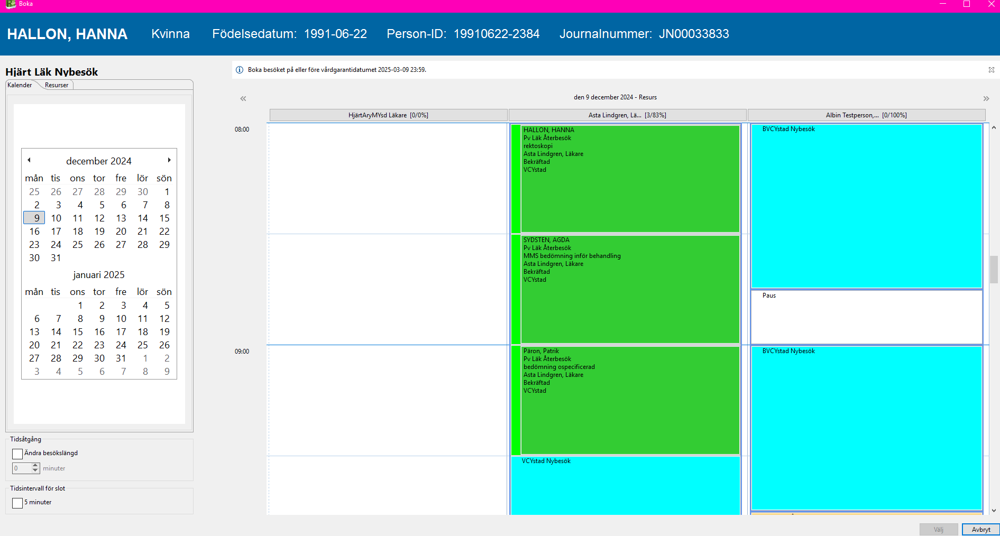 Boka
HALLON, HANNA Kvinna Födelsedatum: 1991-06-22 Person-ID: 19910622-2384 Journalnummer: JN00033833
Hjärt Läk Nybesök
Kalender Resurser
december 2024
mån tis ons tor fre lör sön
25 26 27 28 29 30 1
2 3 4 5 6 7 8
9 10 11 12 13 14 15
16 17 18 19 20 21 22
23 24 25 26 27 28 29
30 31
januari 2025
mån tis ons tor fre lör sön
1 2 3 4 5
6 7 8 9 10 11 12
13 14 15 16 17 18 19
20 21 22 23 24 25 26
27 28 29 30 31 1 2
3 4 5 6 7 8 9
Tidsåtgång
Ändra besökslängd
0 minuter
Tidsintervall för slot
5 minuter
Boka besöket på eller före vårdgarantidatumet 2025-03-09 23:59.
den 9 december 2024 - Resurs
HjärtAryMYsd Läkare [0/0%] Asta Lindgren, Lä... [3/83%] Albin Testperson,... [0/100%]
08:00
09:00
HALLON, HANNA
Pv Läk Återbesök
rektoskopi
Asta Lindgren, Läkare
Bekräftad
VCYstad
SYDSTEN, AGDA
Pv Läk Återbesök
MMS bedömning inför behandling
Asta Lindgren, Läkare
Bekräftad
VCYstad
Päron, Patrik
Pv Läk Återbesök
bedömning ospecificerad
Asta Lindgren, Läkare
Bekräftad
VCYstad
VCYstad Nybesök
BVCYstad Nybesök
Paus
BVCYstad Nybesök
Välj Avbryt